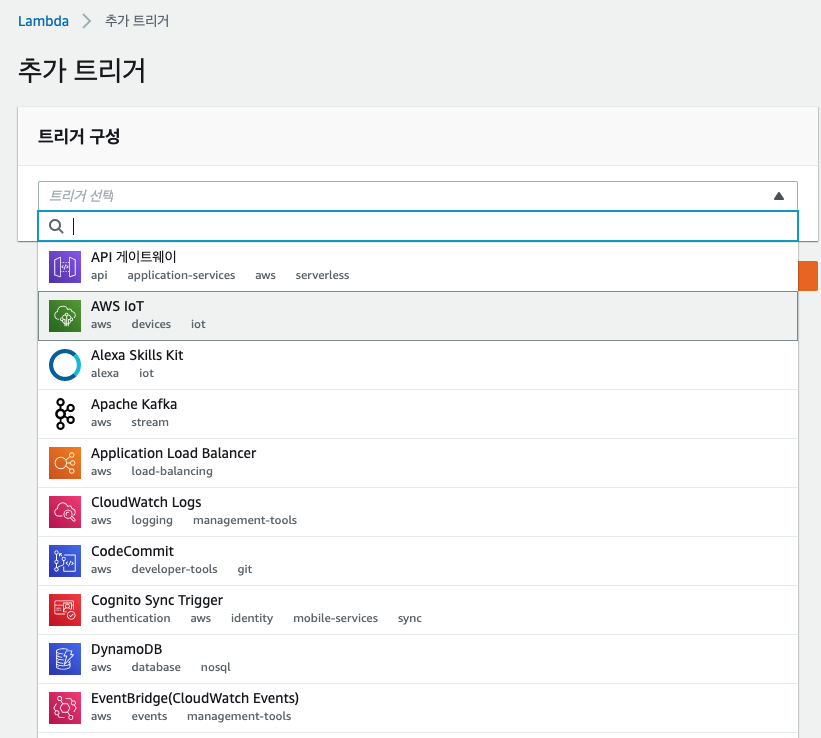 Lambda > 추가 트리거
추가 트리거
트리거 구성
트리거 선택
API 게이트웨이
api application-services aws serverless
AWS IoT
aws devices iot
Alexa Skills Kit
alexa iot
Apache Kafka
aws stream
Application Load Balancer
aws load-balancing
CloudWatch Logs
aws logging management-tools
CodeCommit
aws developer-tools git
Cognito Sync Trigger
authentication aws identity mobile-services sync
DynamoDB
aws database nosql
EventBridge(CloudWatch Events)
aws events management-tools